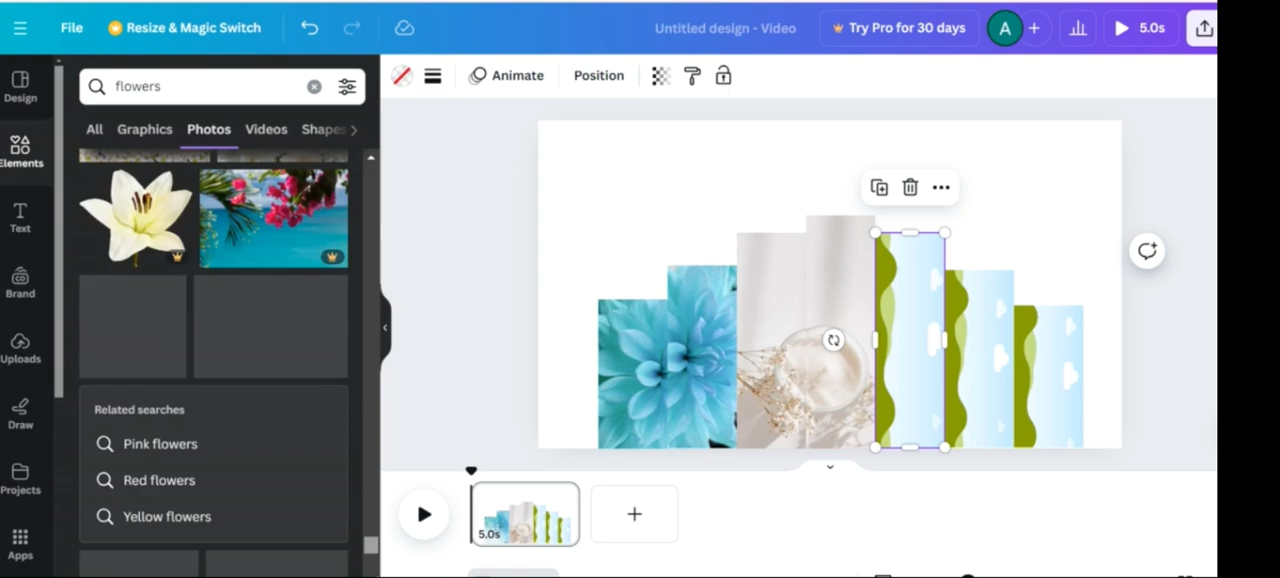 File
Resize & Magic Switch
Untitled design - Video
Try Pro for 30 days
A
+
5.0s
Design
Elements
Text
Brand
Uploads
Draw
Projects
Apps
flowers
All
Graphics
Photos
Videos
Shapes
Related searches
Pink flowers
Red flowers
Yellow flowers
Animate
Position
5.0s